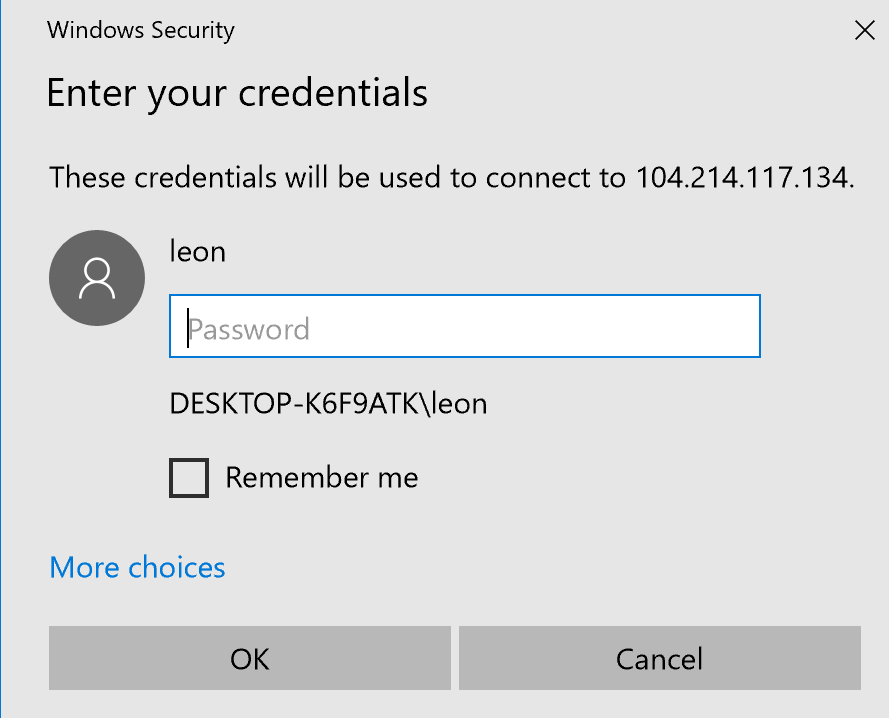 Windows Security
Enter your credentials
These credentials will be used to connect to 104.214.117.134.
leon
Password
DESKTOP-K6F9ATK\leon
Remember me
More choices
OK
Cancel